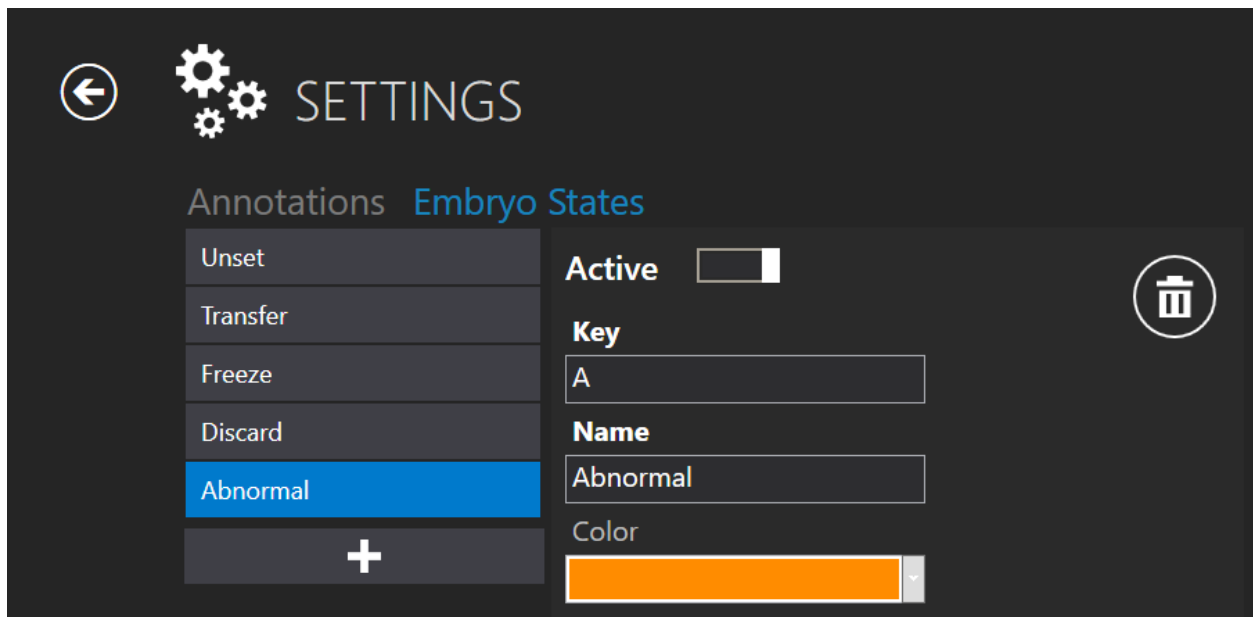 SETTINGS
Annotations Embryo States
Unset
Transfer
Freeze
Discard
Abnormal
Active
Key
A
Name
Abnormal
Color